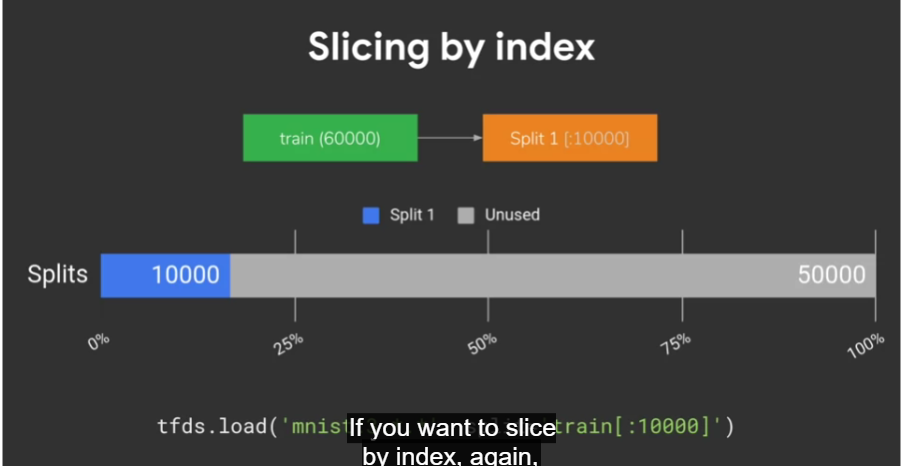 Slicing by index
train (60000)
Split 1 [:10000]
Split 1
Unused
Splits
10000
50000
0%
25%
50%
75%
100%
tfds.load('mnist train[:10000]')
If you want to slice
by index, again,